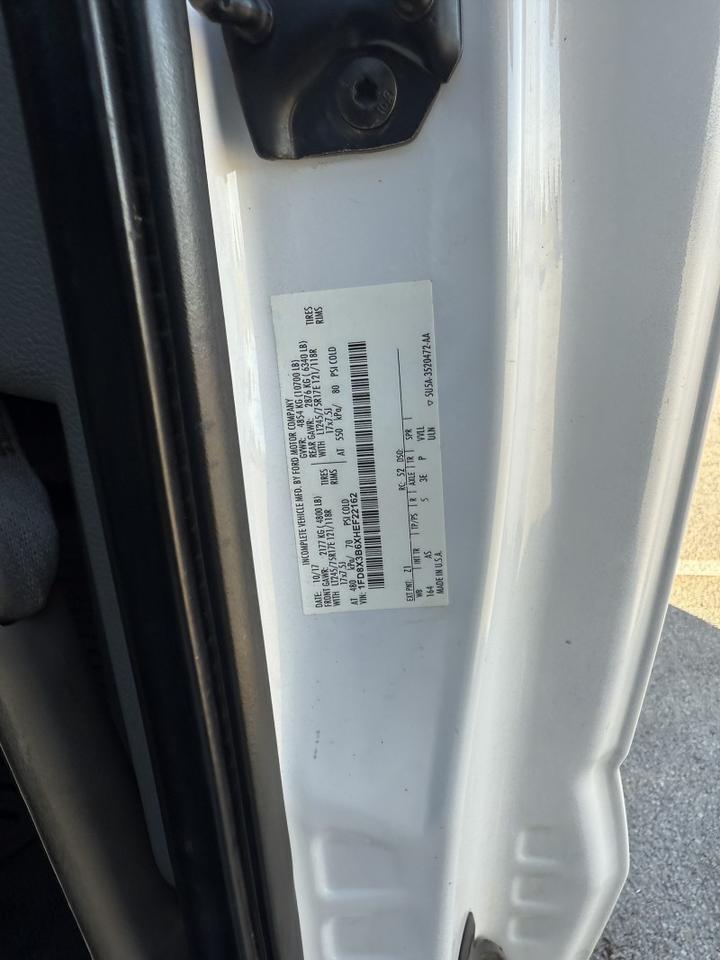 INCOMPLETE VEHICLE MFD. BY FORD MOTOR COMPANY
DATE: 10/17 GVWR: 4854 KG (10700 LB)
FRONT GAWR: 2177 KG (4800 LB) REAR GAWR: 2876 KG (6340 LB)
WITH LT245/75R17E 121/118R TIRES WITH LT245/75R17E 121/118R TIRES
17x7.5J RIMS 17x7.5J RIMS
AT 480 kPa/ 70 PSI COLD AT 550 kPa/ 80 PSI COLD
VIN: 1FD8X3B6XHEF22162
EXT PNT: Z1 RC: 52 DSO:
WB INT TR TP/PS R AXLE TR SPR
164 AS 5 3E P VYLL
MADE IN U.S.A. ULN
▽ SU5A-3520472-AA